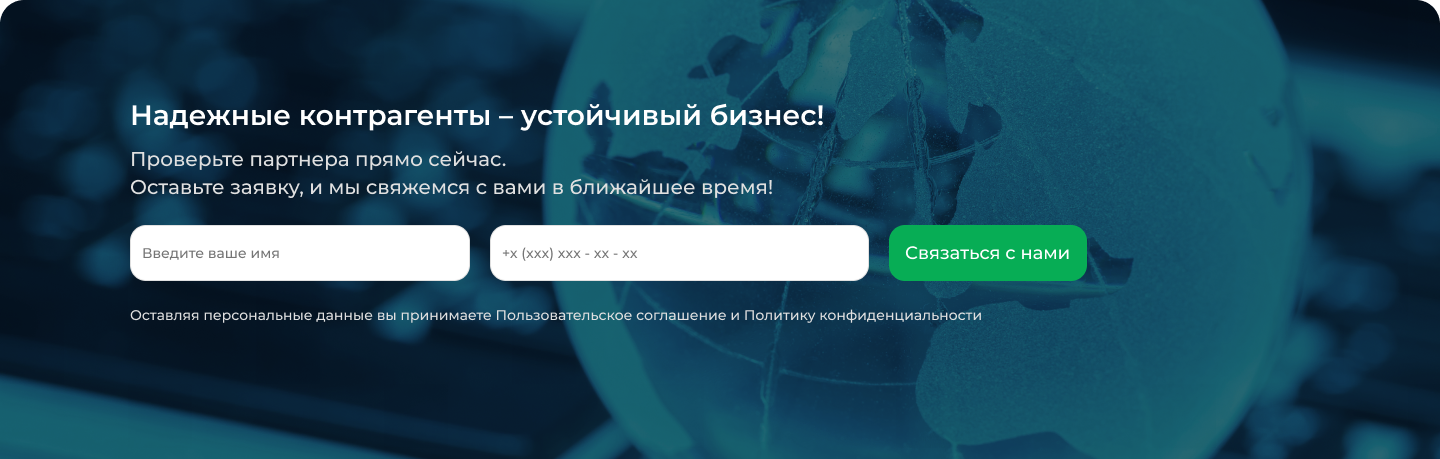 Надежные контрагенты – устойчивый бизнес!
Проверьте партнера прямо сейчас.
Оставьте заявку, и мы свяжемся с вами в ближайшее время!
Введите ваше имя
+x (xxx) xxx - xx - xx
Связаться с нами
Оставляя персональные данные вы принимаете Пользовательское соглашение и Политику конфиденциальности